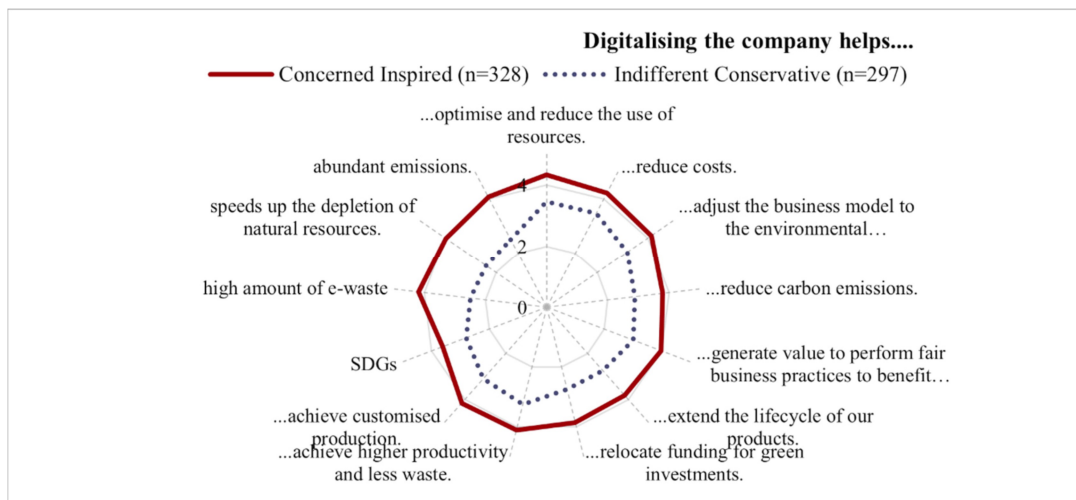 Digitalising the company helps....
Concerned Inspired (n=328)
Indifferent Conservative (n=297)
...optimise and reduce the use of
resources.
...reduce costs.
...adjust the business model to
the environmental…
...reduce carbon emissions.
...generate value to perform fair
business practices to benefit…
...extend the lifecycle of our
products.
...relocate funding for green
investments.
...achieve higher productivity
and less waste.
...achieve customised
production.
SDGs
high amount of e-waste
speeds up the depletion of
natural resources.
abundant emissions.
4
2
0